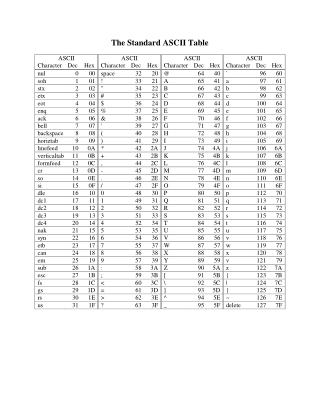 The Standard ASCII Table
ASCII ASCII ASCII ASCII
Character Dec Hex Character Dec Hex Character Dec Hex Character Dec Hex
nul 0 00 space 32 20 @ 64 40 ` 96 60
soh 1 01 ! 33 21 A 65 41 a 97 61
stx 2 02 " 34 22 B 66 42 b 98 62
etx 3 03 # 35 23 C 67 43 c 99 63
eot 4 04 $ 36 24 D 68 44 d 100 64
enq 5 05 % 37 25 E 69 45 e 101 65
ack 6 06 & 38 26 F 70 46 f 102 66
bell 7 07 ' 39 27 G 71 47 g 103 67
backspace 8 08 ( 40 28 H 72 48 h 104 68
horiztab 9 09 ) 41 29 I 73 49 i 105 69
linefeed 10 0A * 42 2A J 74 4A j 106 6A
verticaltab 11 0B + 43 2B K 75 4B k 107 6B
formfeed 12 0C , 44 2C L 76 4C l 108 6C
cr 13 0D - 45 2D M 77 4D m 109 6D
so 14 0E . 46 2E N 78 4E n 110 6E
si 15 0F / 47 2F O 79 4F o 111 6F
dle 16 10 0 48 30 P 80 50 p 112 70
dc1 17 11 1 49 31 Q 81 51 q 113 71
dc2 18 12 2 50 32 R 82 52 r 114 72
dc3 19 13 3 51 33 S 83 53 s 115 73
dc4 20 14 4 52 34 T 84 54 t 116 74
nak 21 15 5 53 35 U 85 55 u 117 75
syn 22 16 6 54 36 V 86 56 v 118 76
etb 23 17 7 55 37 W 87 57 w 119 77
can 24 18 8 56 38 X 88 58 x 120 78
em 25 19 9 57 39 Y 89 59 y 121 79
sub 26 1A : 58 3A Z 90 5A z 122 7A
esc 27 1B ; 59 3B [ 91 5B { 123 7B
fs 28 1C < 60 3C \ 92 5C | 124 7C
gs 29 1D = 61 3D ] 93 5D } 125 7D
rs 30 1E > 62 3E ^ 94 5E ~ 126 7E
us 31 1F ? 63 3F _ 95 5F delete 127 7F